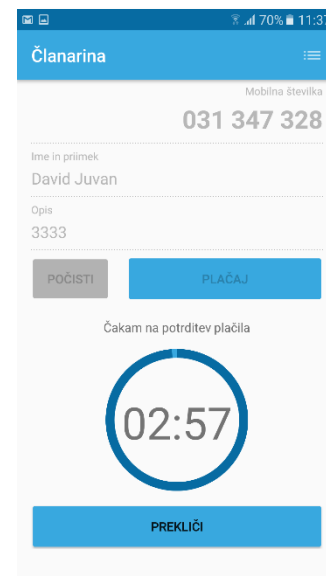 70% 11:37
Članarina
Mobilna številka
031 347 328
Ime in priimek
David Juvan
Opis
3333
POČISTI
PLAČAJ
Čakam na potrditev plačila
02:57
PREKLIČI